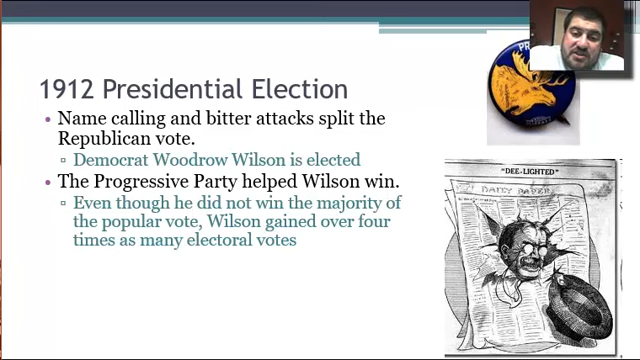 1912 Presidential Election
• Name calling and bitter attacks split the
Republican vote.
▫ Democrat Woodrow Wilson is elected
• The Progressive Party helped Wilson win.
▫ Even though he did not win the majority of
the popular vote, Wilson gained over four
times as many electoral votes
"DEE-LIGHTED"
DAILY PAPER